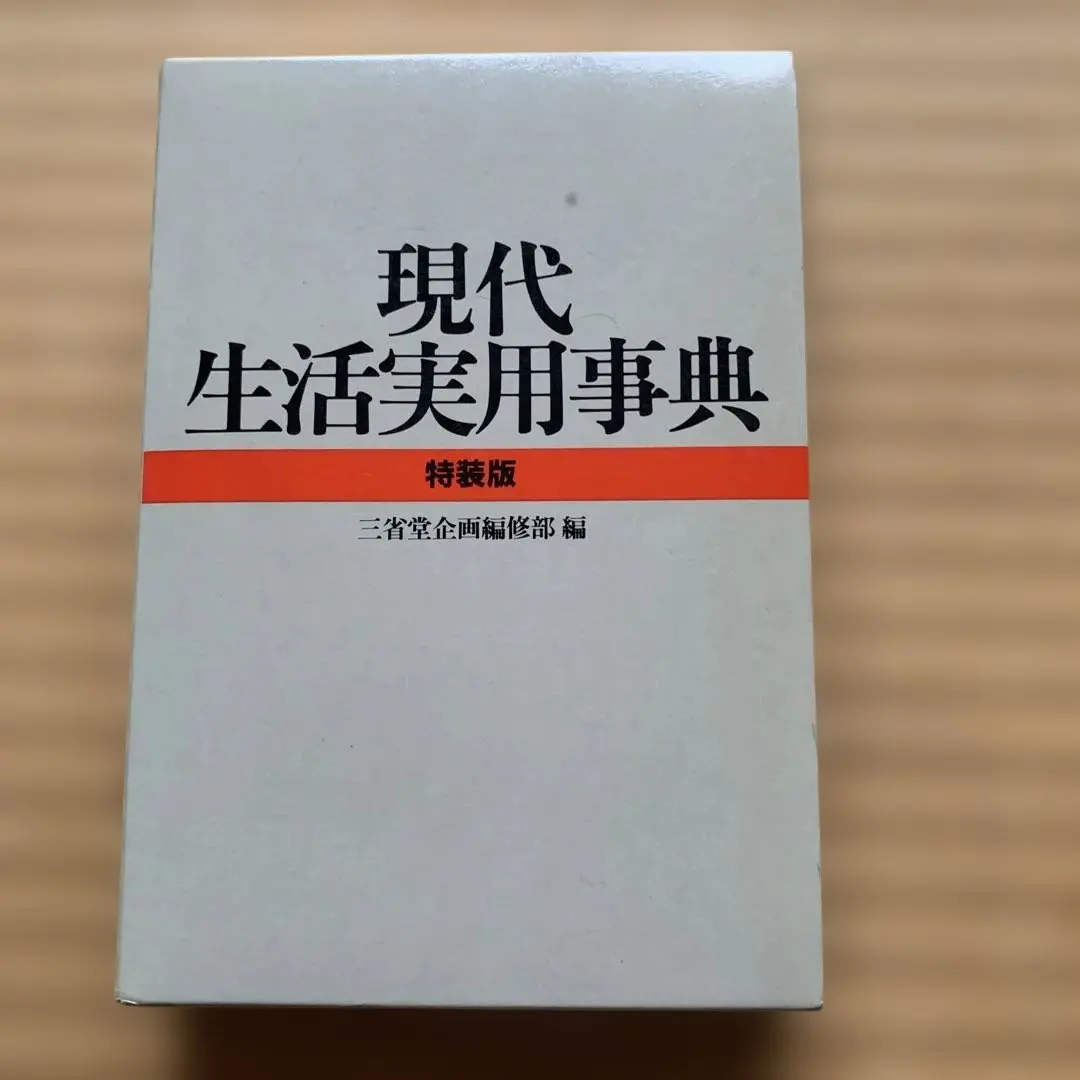 現代
生活実用事典
特装版
三省堂企画編修部 編